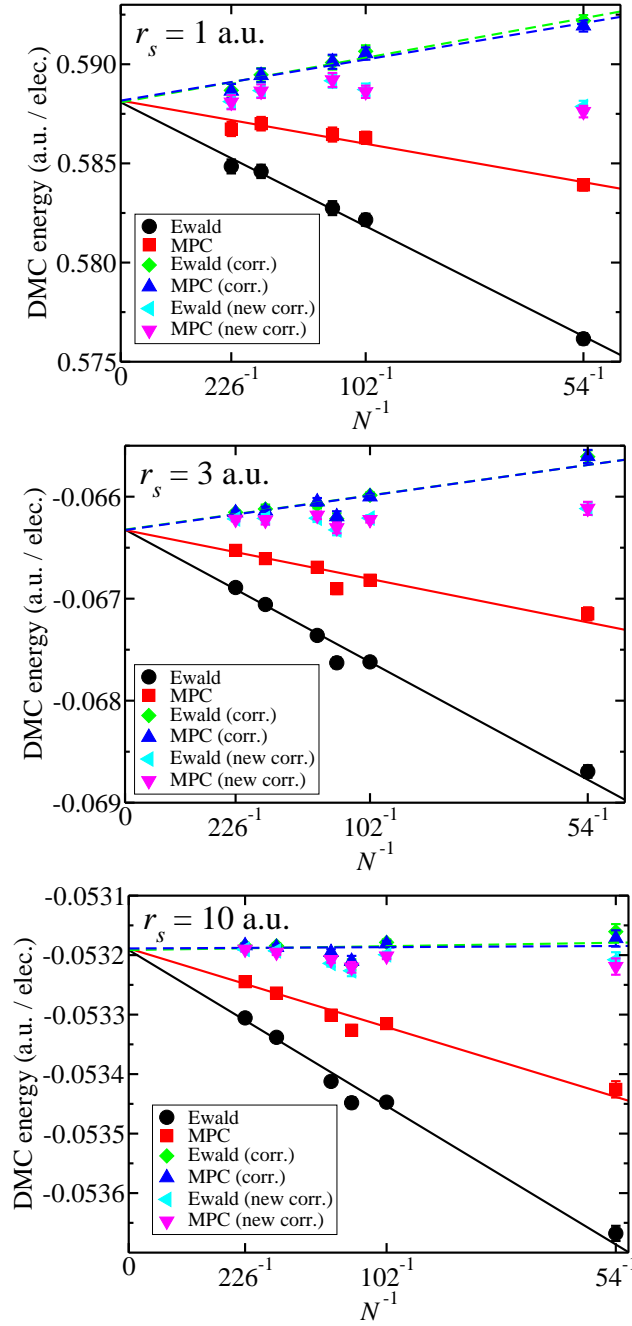 r_s = 1 a.u.
DMC energy (a.u. / elec.)
0.590
0.585
0.580
0.575
Ewald
MPC
Ewald (corr.)
MPC (corr.)
Ewald (new corr.)
MPC (new corr.)
0 226⁻¹ 102⁻¹ 54⁻¹
N⁻¹
r_s = 3 a.u.
DMC energy (a.u. / elec.)
-0.066
-0.067
-0.068
-0.069
Ewald
MPC
Ewald (corr.)
MPC (corr.)
Ewald (new corr.)
MPC (new corr.)
0 226⁻¹ 102⁻¹ 54⁻¹
N⁻¹
r_s = 10 a.u.
DMC energy (a.u. / elec.)
-0.0531
-0.0532
-0.0533
-0.0534
-0.0535
-0.0536
Ewald
MPC
Ewald (corr.)
MPC (corr.)
Ewald (new corr.)
MPC (new corr.)
0 226⁻¹ 102⁻¹ 54⁻¹
N⁻¹